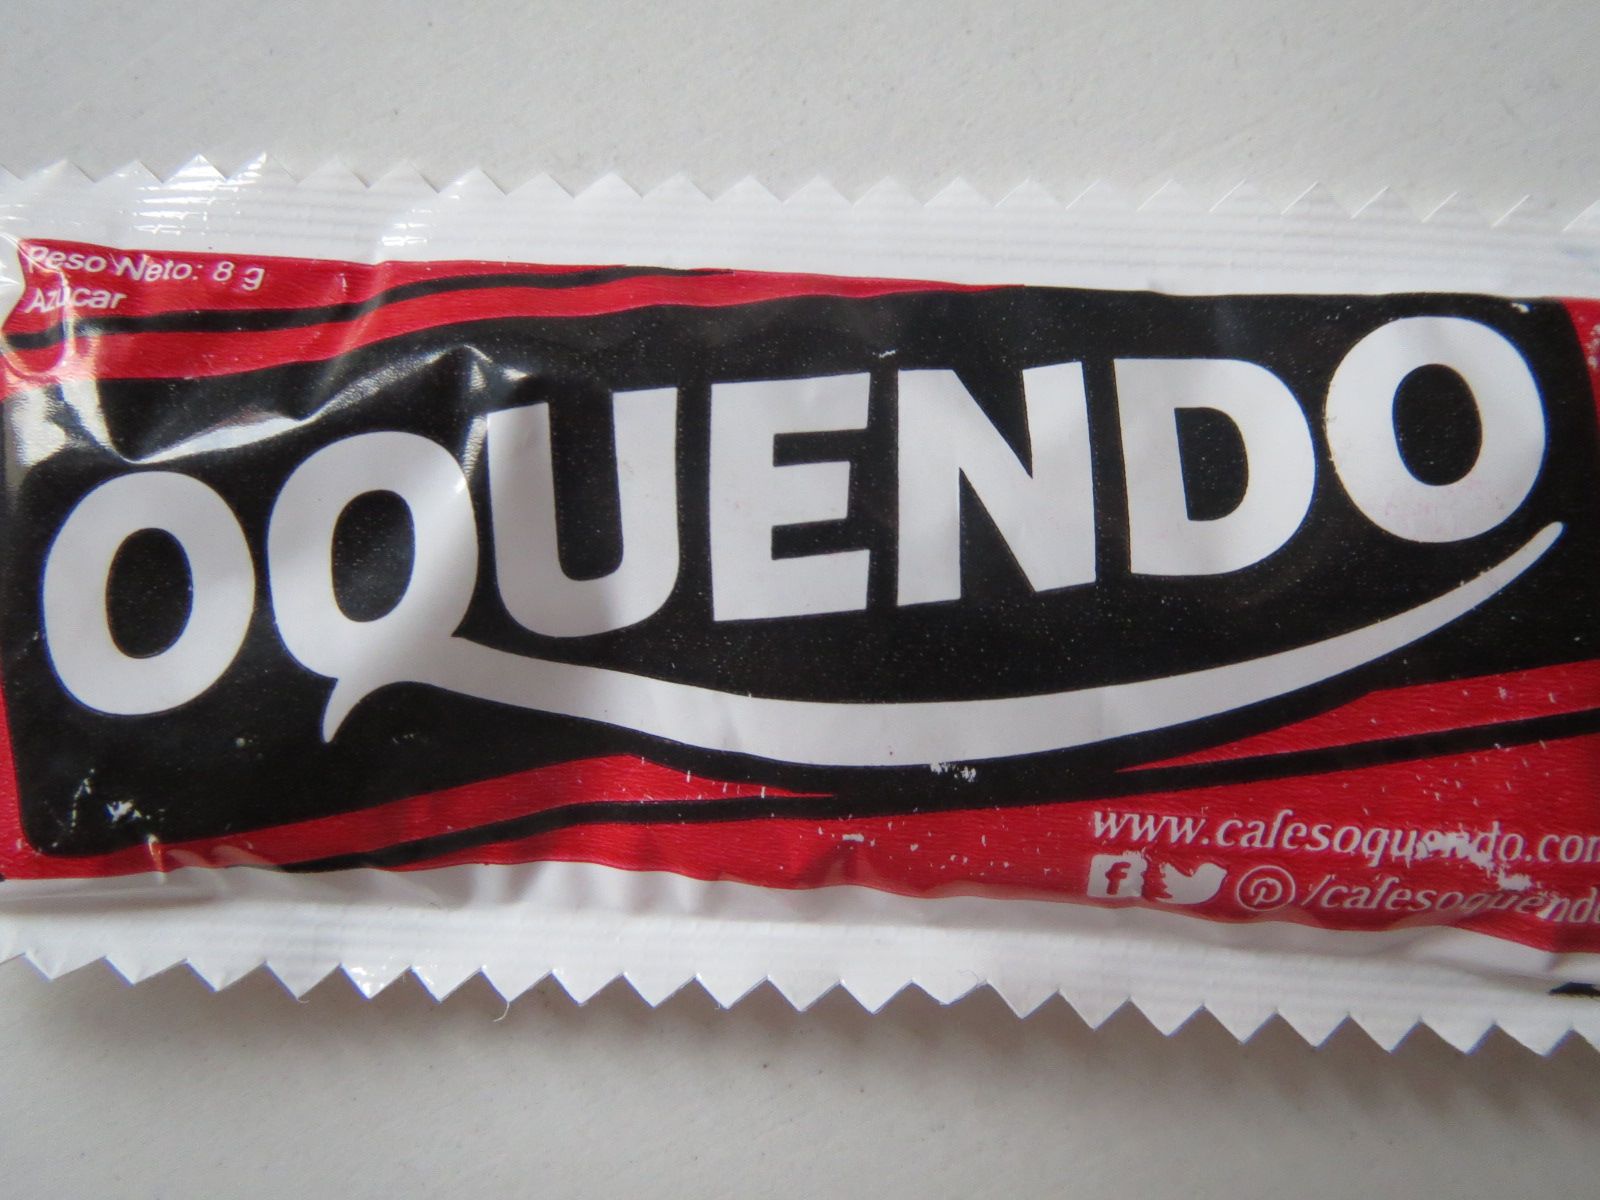 Peso Neto: 8 g
Azúcar
OQUENDO
www.cafesoquendo.com
/cafesoquendo